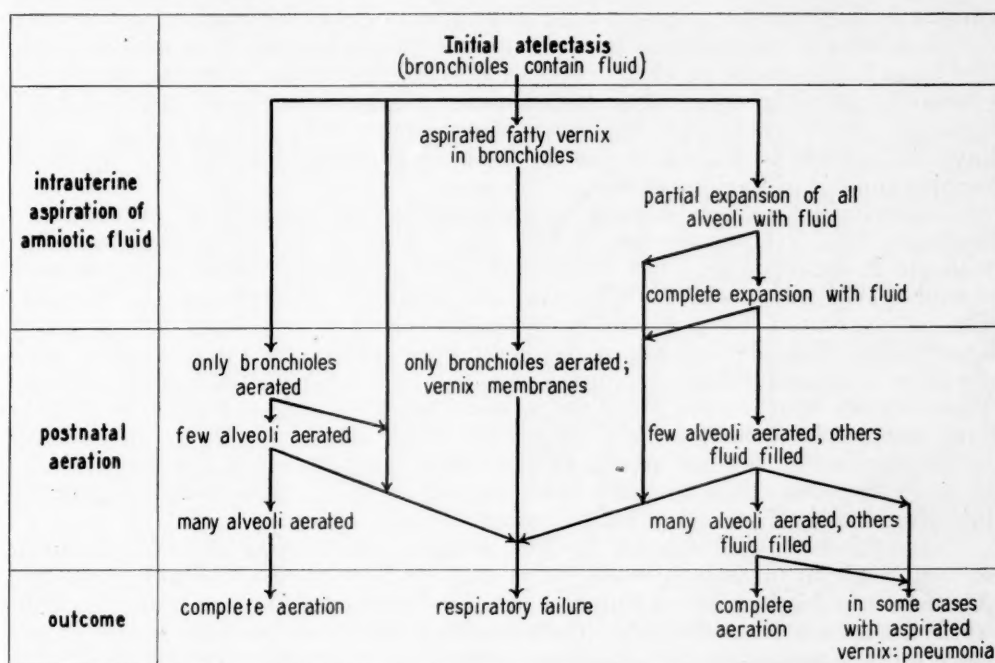 Initial atelectasis
(bronchioles contain fluid)
intrauterine
aspiration of
amniotic fluid
aspirated fatty vernix
in bronchioles
partial expansion of all
alveoli with fluid
complete expansion with fluid
postnatal
aeration
only bronchioles
aerated
only bronchioles aerated;
vernix membranes
few alveoli aerated
few alveoli aerated, others
fluid filled
many alveoli aerated
many alveoli aerated, others
fluid filled
outcome
complete aeration
respiratory failure
complete
aeration
in some cases
with aspirated
vernix: pneumonia